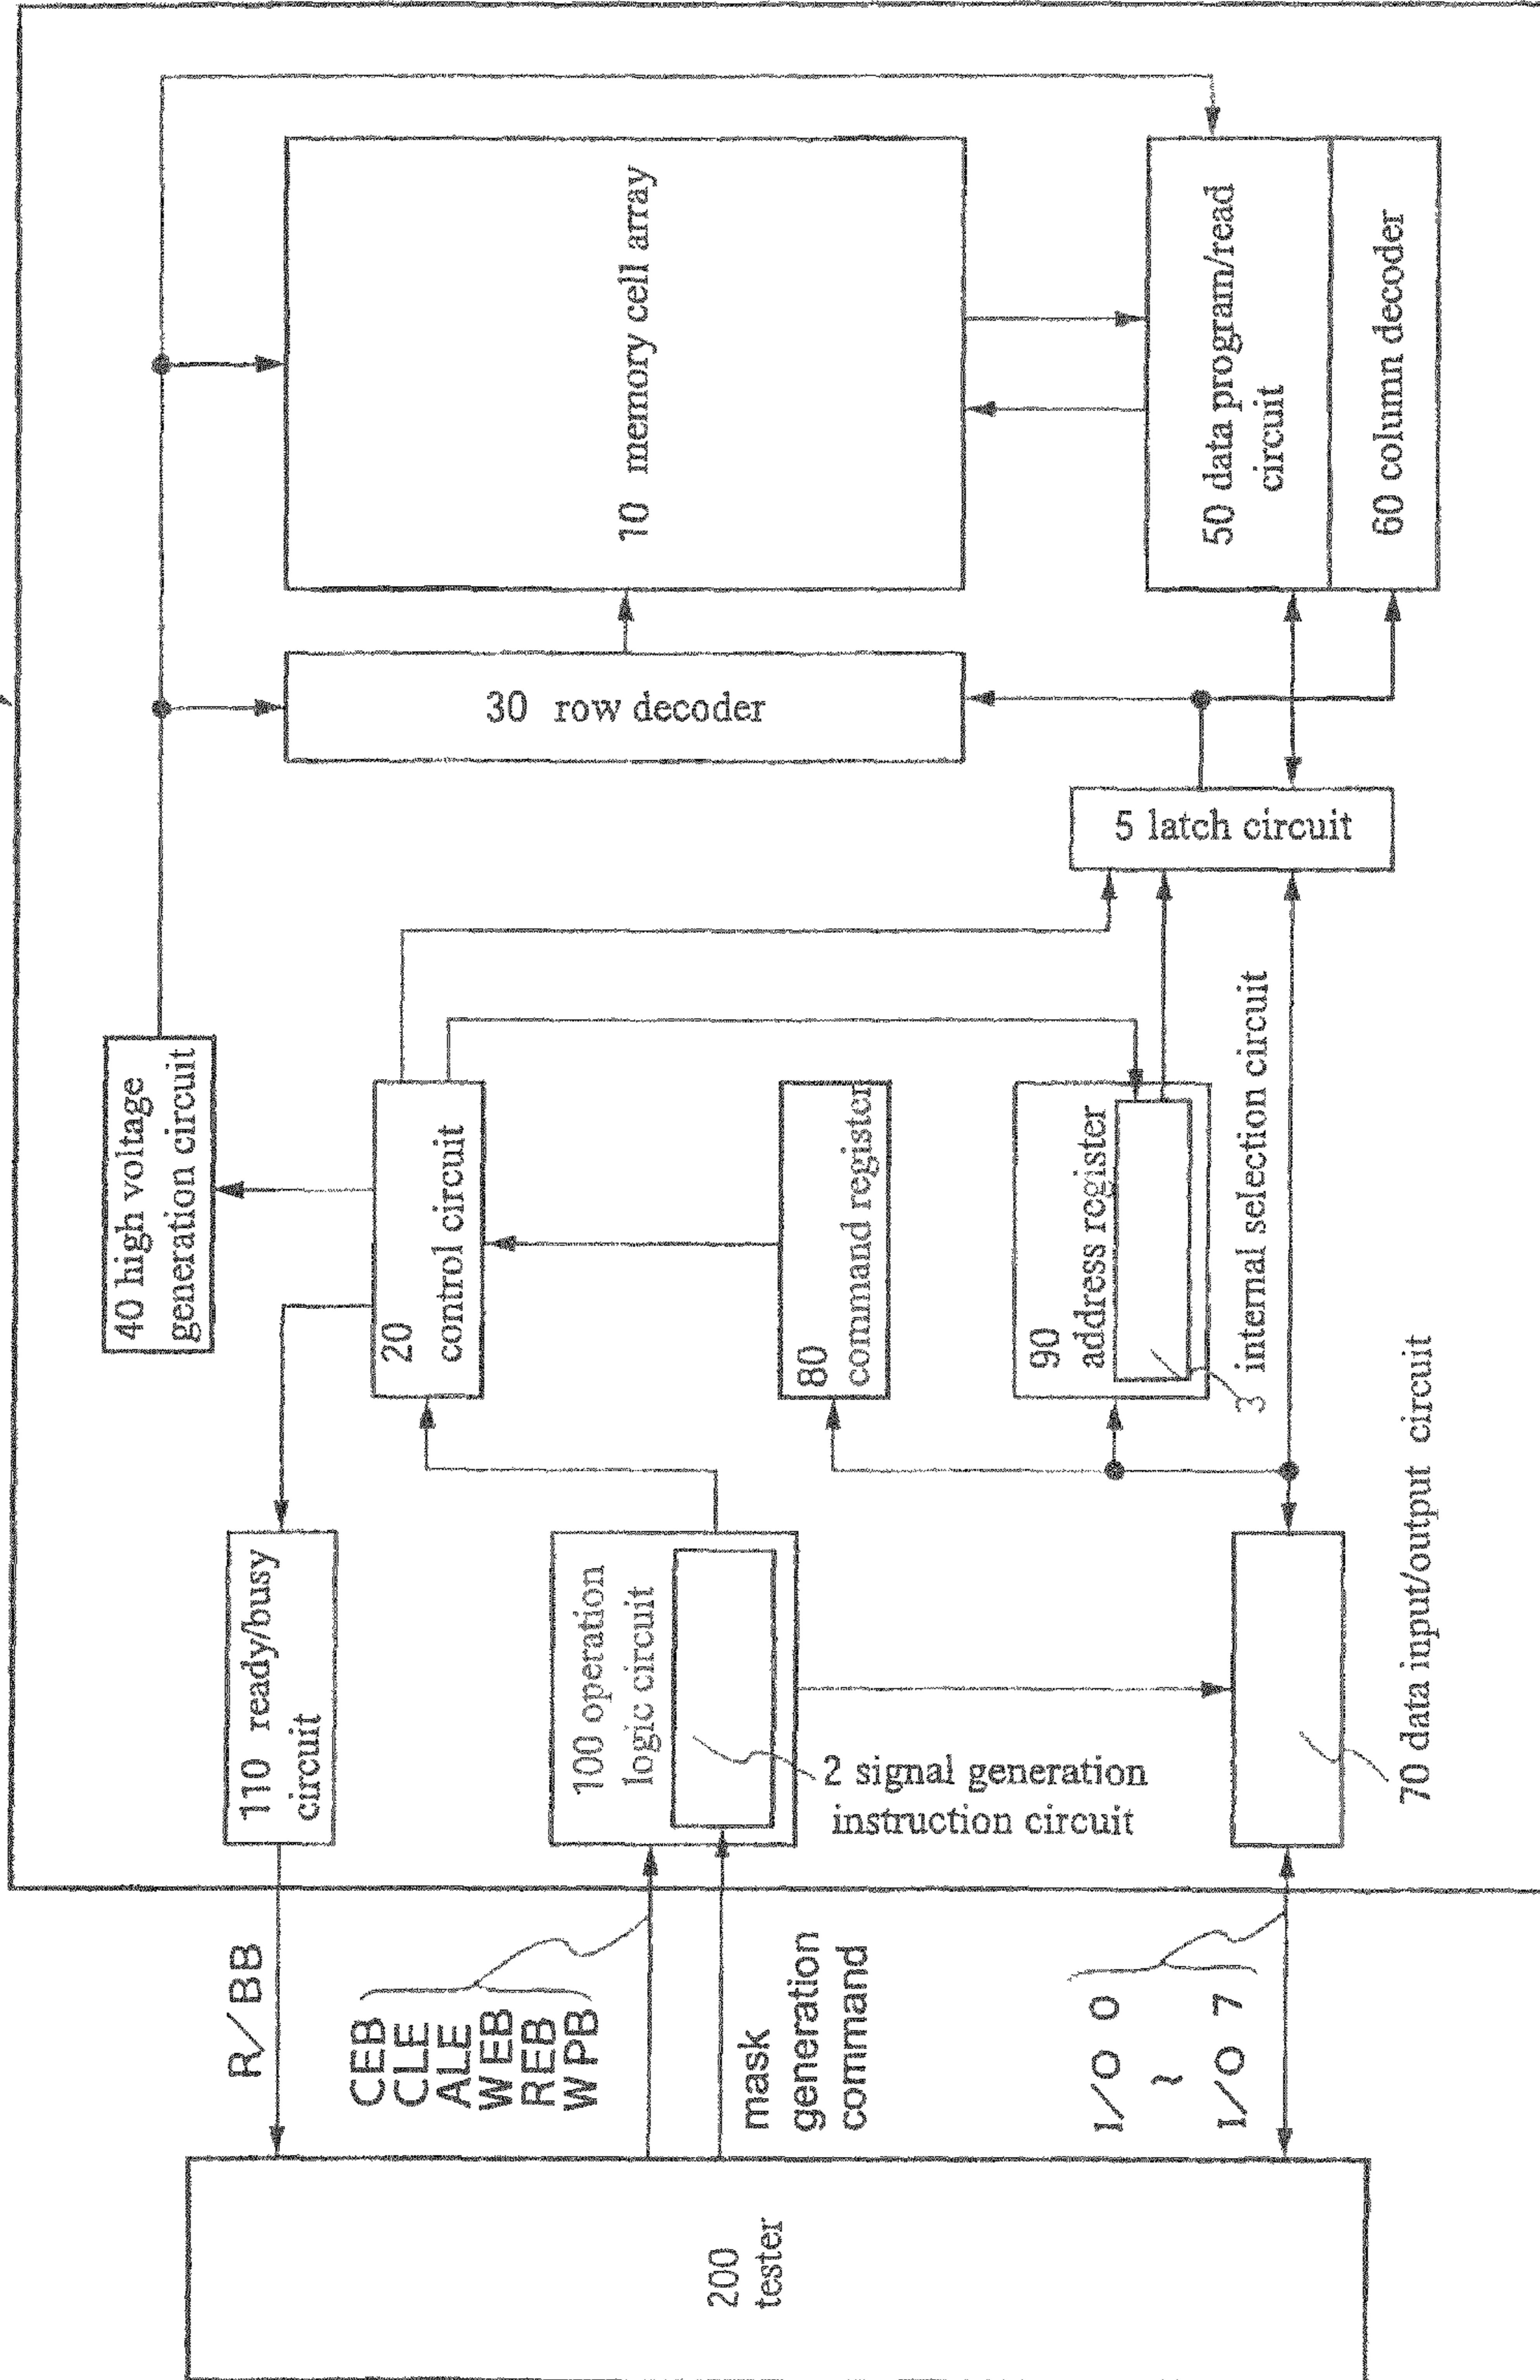 40 high voltage
generation circuit
110 ready/busy
circuit
R/BB
20
control circuit
30 row decoder
10 memory cell array
CEB
CLE
ALE
WEB
REB
WPB
100 operation
logic circuit
2 signal generation
instruction circuit
mask
generation
command
200
tester
80
command register
90
address register
3 internal selection circuit
5 latch circuit
50 data program/read
circuit
60 column decoder
I/O 0
~
I/O 7
70 data input/output circuit